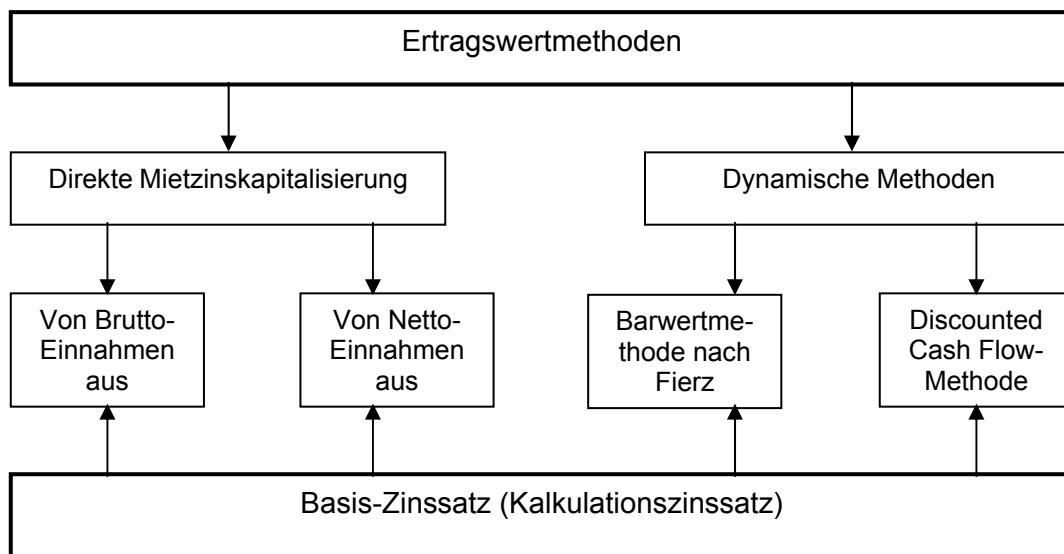 Ertragswertmethoden
Direkte Mietzinskapitalisierung
Dynamische Methoden
Von Brutto-
Einnahmen
aus
Von Netto-
Einnahmen
aus
Barwertme-
thode nach
Fierz
Discounted
Cash Flow-
Methode
Basis-Zinssatz (Kalkulationszinssatz)